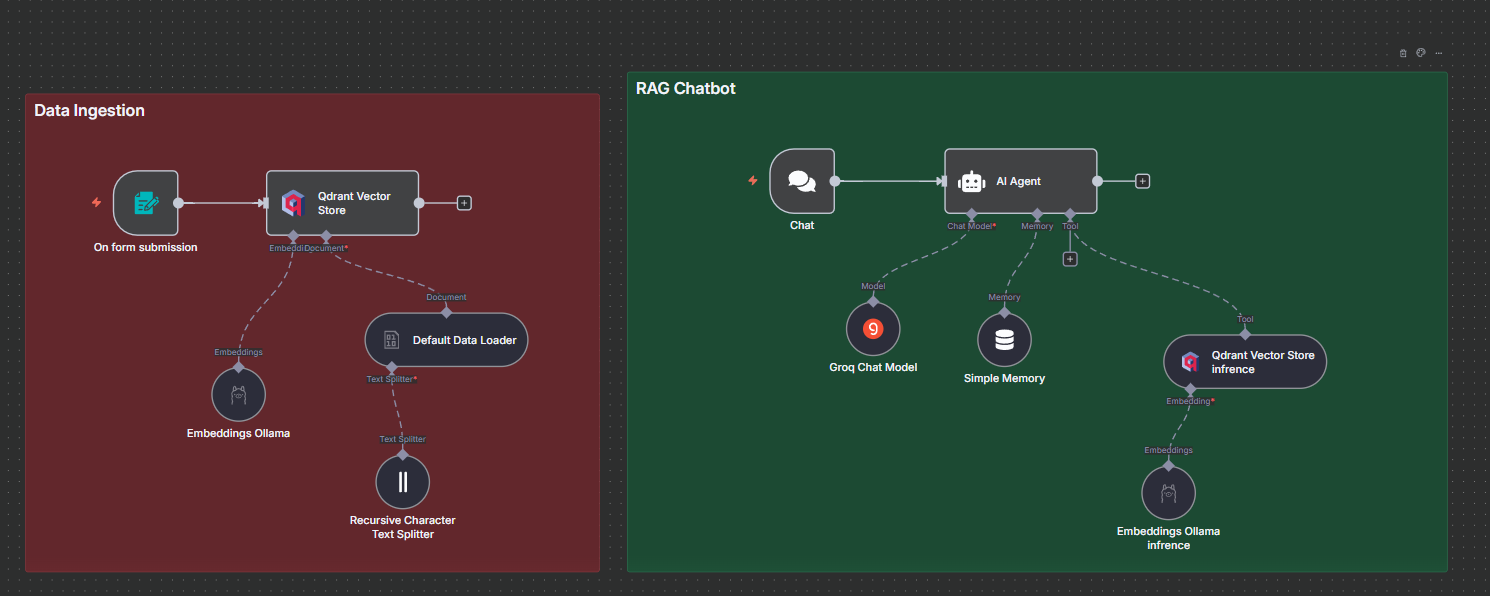 Data Ingestion
On form submission
Qdrant Vector
Store
Embeddi
Document*
Document
Default Data Loader
Text Splitter*
Embeddings
Embeddings Ollama
Text Splitter
Recursive Character
Text Splitter
RAG Chatbot
Chat
AI Agent
Chat Model*
Memory
Tool
Model
Groq Chat Model
Memory
Simple Memory
Tool
Qdrant Vector Store
infrence
Embedding*
Embeddings
Embeddings Ollama
infrence